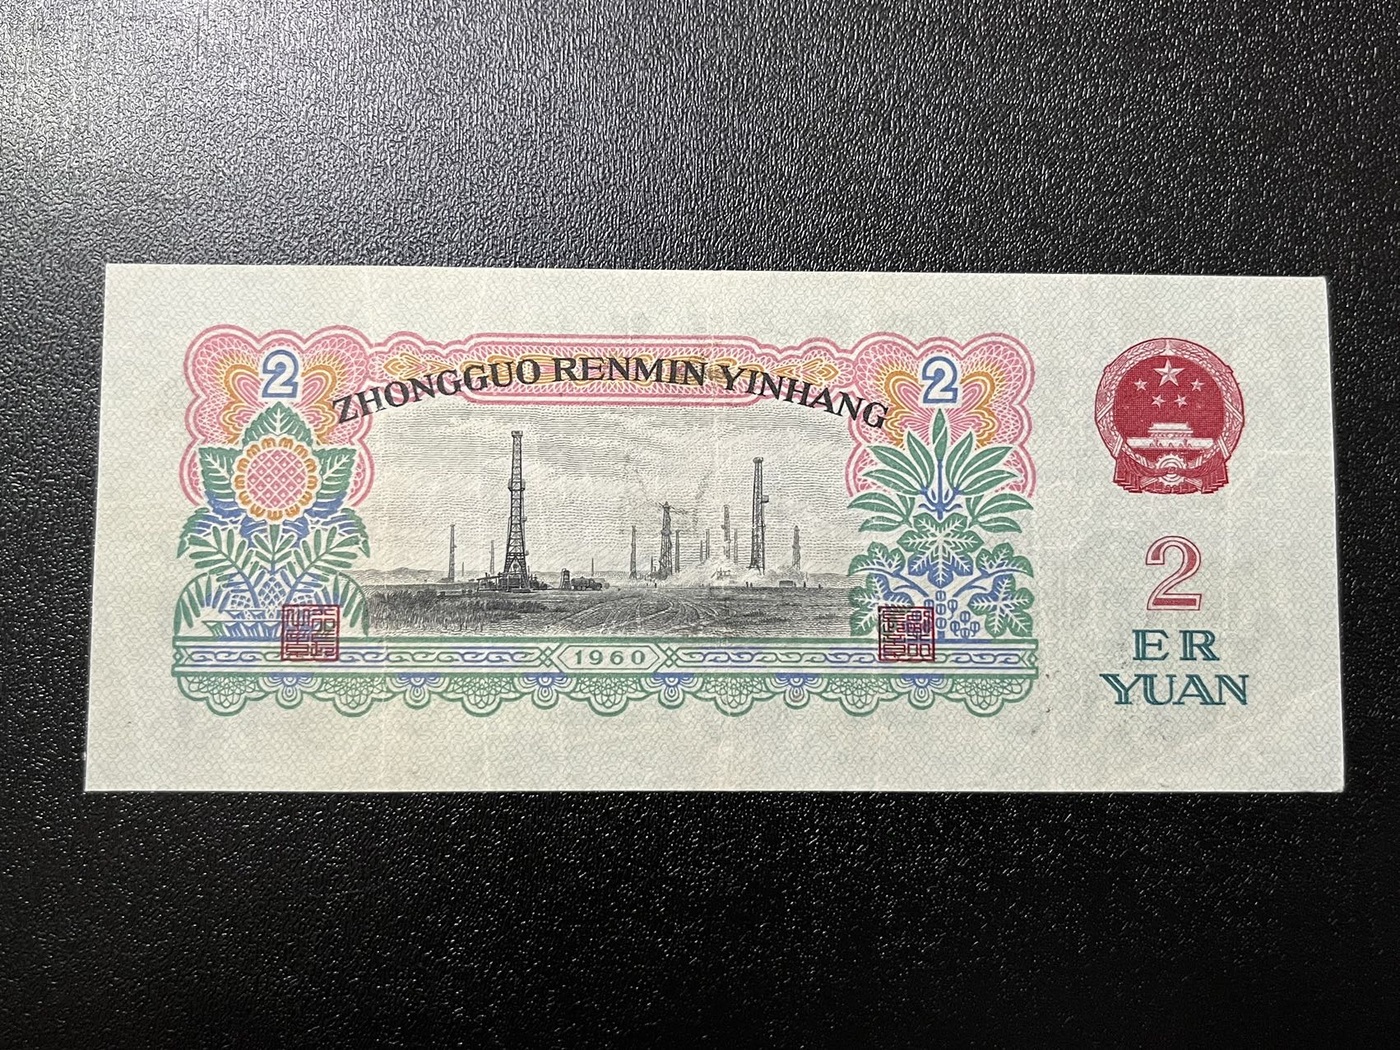 2
2
ZHONGGUO RENMIN YINHANG
1960
2
ER
YUAN